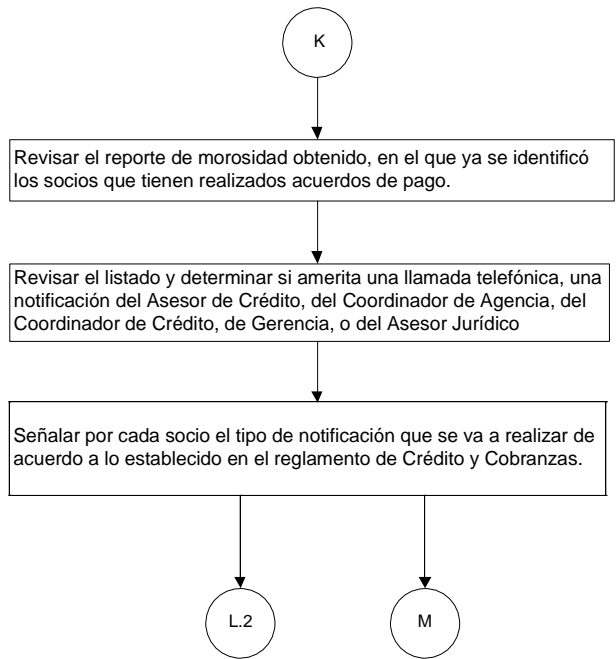 K
Revisar el reporte de morosidad obtenido, en el que ya se identificó
los socios que tienen realizados acuerdos de pago.
Revisar el listado y determinar si amerita una llamada telefónica, una
notificación del Asesor de Crédito, del Coordinador de Agencia, del
Coordinador de Crédito, de Gerencia, o del Asesor Jurídico
Señalar por cada socio el tipo de notificación que se va a realizar de
acuerdo a lo establecido en el reglamento de Crédito y Cobranzas.
L.2
M